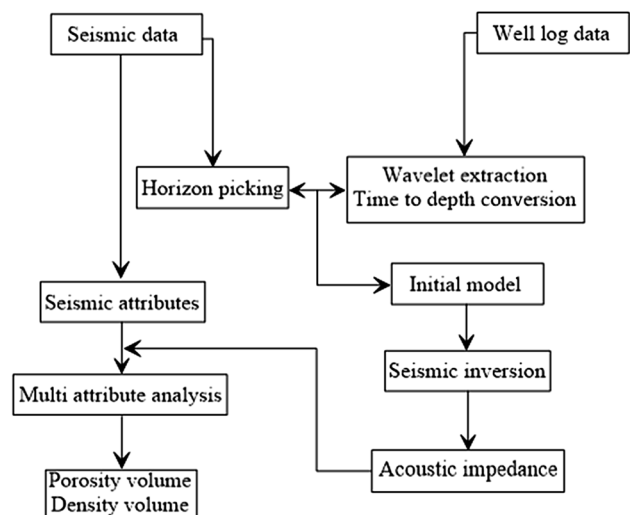 Seismic data
Well log data
Horizon picking
Wavelet extraction
Time to depth conversion
Seismic attributes
Initial model
Multi attribute analysis
Seismic inversion
Porosity volume
Density volume
Acoustic impedance